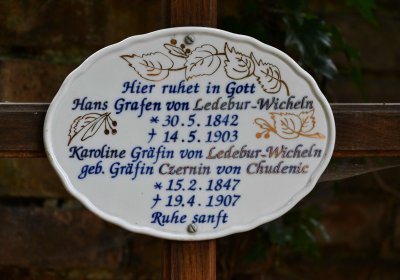 Hier ruhet in Gott
Hans Grafen von Ledebur-Wicheln
* 30.5.1842
† 14.5.1903
Karoline Gräfin von Ledebur-Wicheln
geb. Gräfin Czernin von Chudenic
* 15.2.1847
† 19.4.1907
Ruhe sanft